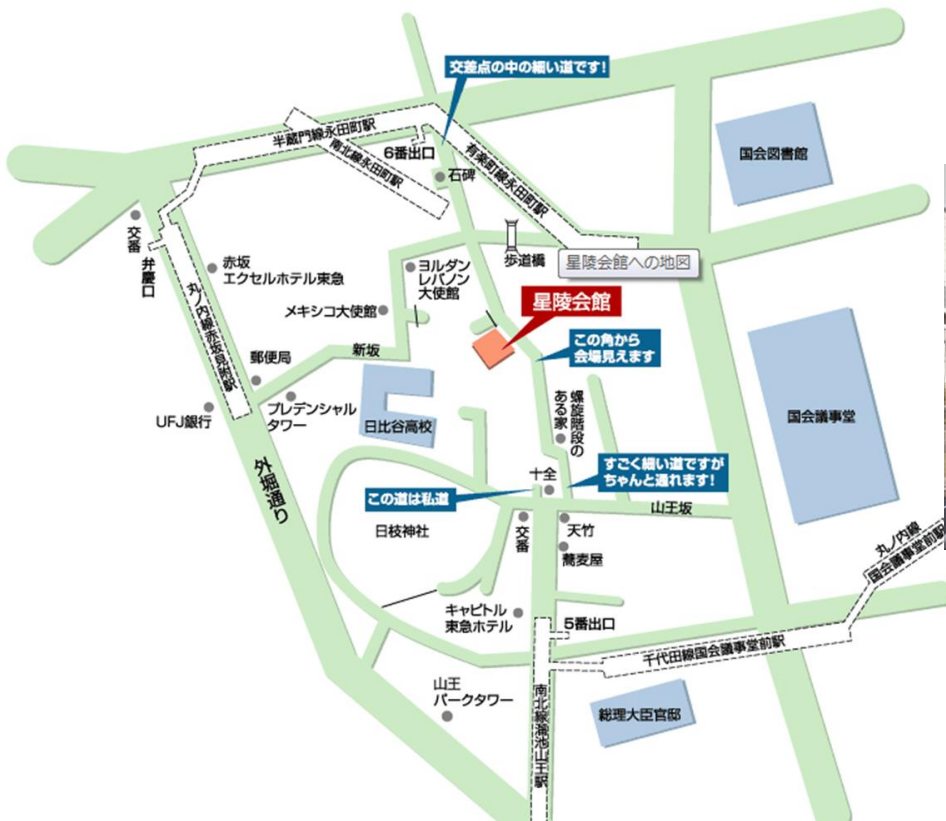 交差点の中の細い道です!
半蔵門線永田町駅
南北線永田町駅
6番出口
有楽町線永田町駅
国会図書館
石碑
交番
弁慶口
歩道橋
星陵会館への地図
赤坂
エクセルホテル東急
ヨルダン
レバノン
大使館
星陵会館
メキシコ大使館
丸ノ内線赤坂見附駅
新坂
この角から
会場見えます
郵便局
プレデンシャル
タワー
UFJ銀行
日比谷高校
螺旋階段の
ある家
国会議事堂
外堀通り
十全
すごく細い道ですが
ちゃんと通れます!
この道は私道
山王坂
日枝神社
交番
天竹
蕎麦屋
丸ノ内線
国会議事堂前駅
キャピトル
東急ホテル
5番出口
千代田線国会議事堂前駅
山王
パークタワー
南北線溜池山王駅
総理大臣官邸